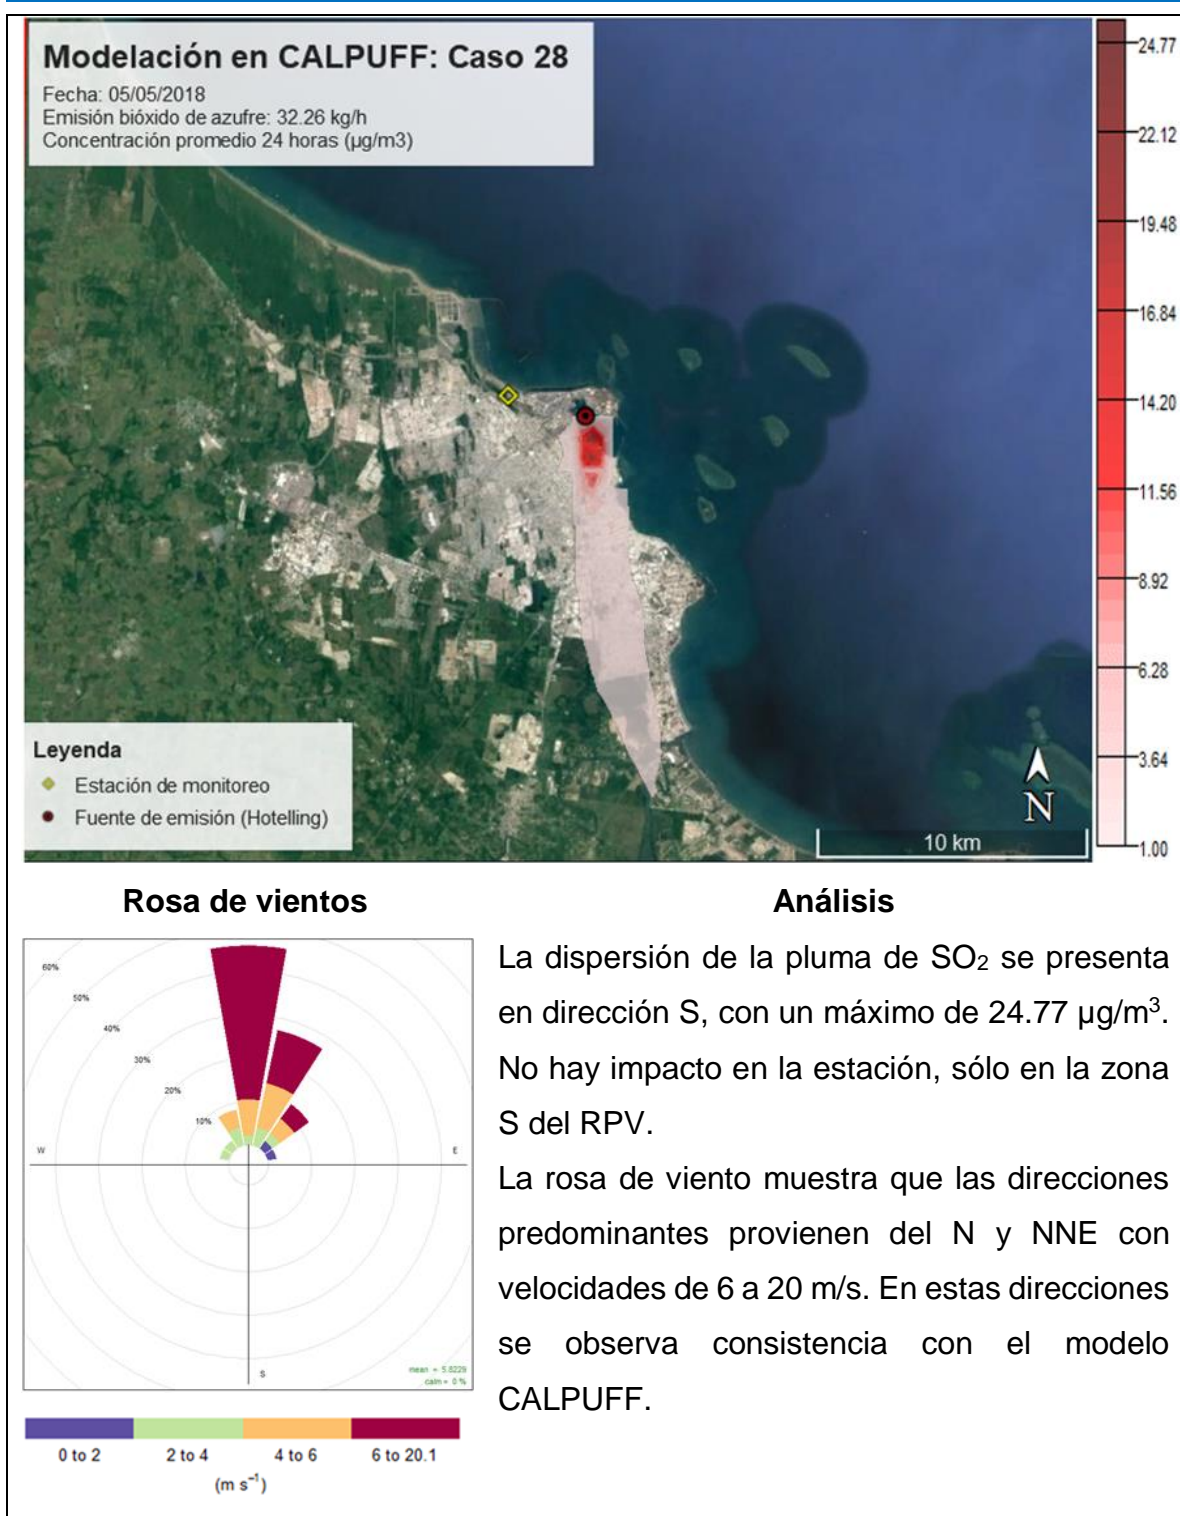 Modelación en CALPUFF: Caso 28
Fecha: 05/05/2018
Emisión bióxido de azufre: 32.26 kg/h
Concentración promedio 24 horas (µg/m3)
24.77
22.12
19.48
16.84
14.20
11.56
8.92
6.28
3.64
1.00
Leyenda
Estación de monitoreo
Fuente de emisión (Hotelling)
N
10 km
Rosa de vientos
60%
50%
40%
30%
20%
10%
W
E
S
mean = 5.8229
calm = 0 %
0 to 2
2 to 4
4 to 6
6 to 20.1
(m s⁻¹)
Análisis
La dispersión de la pluma de SO₂ se presenta
en dirección S, con un máximo de 24.77 µg/m³.
No hay impacto en la estación, sólo en la zona
S del RPV.
La rosa de viento muestra que las direcciones
predominantes provienen del N y NNE con
velocidades de 6 a 20 m/s. En estas direcciones
se observa consistencia con el modelo
CALPUFF.